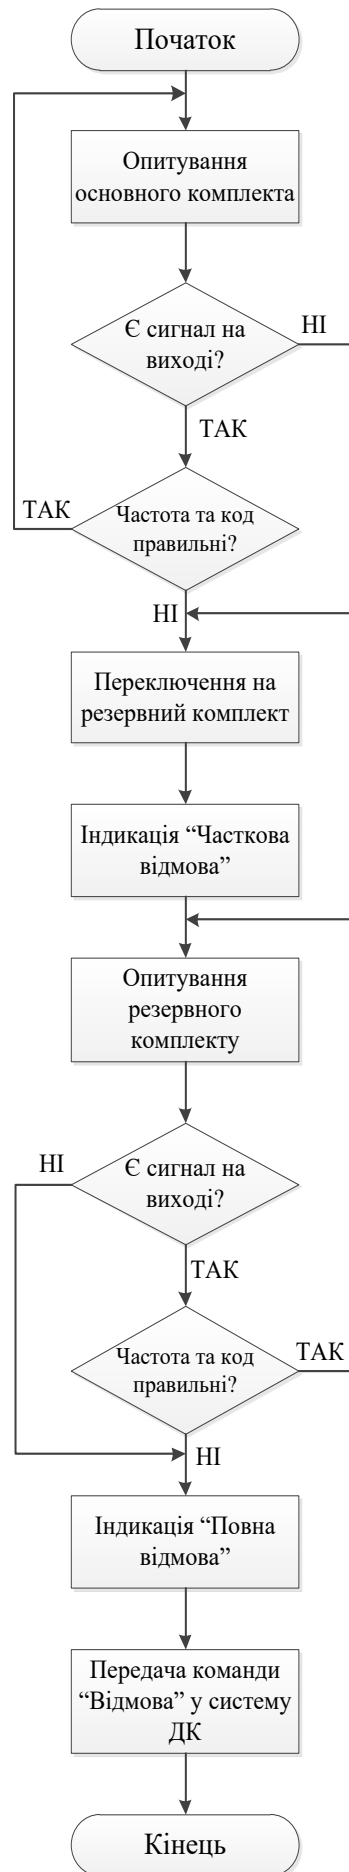 Початок
Опитування
основного комплекта
Є сигнал на
виході?
НІ
ТАК
Частота та код
правильні?
ТАК
НІ
Переключення на
резервний комплект
Індикація “Часткова
відмова”
Опитування
резервного
комплекту
НІ
Є сигнал на
виході?
ТАК
Частота та код
правильні?
ТАК
НІ
Індикація “Повна
відмова”
Передача команди
“Відмова” у систему
ДК
Кінець